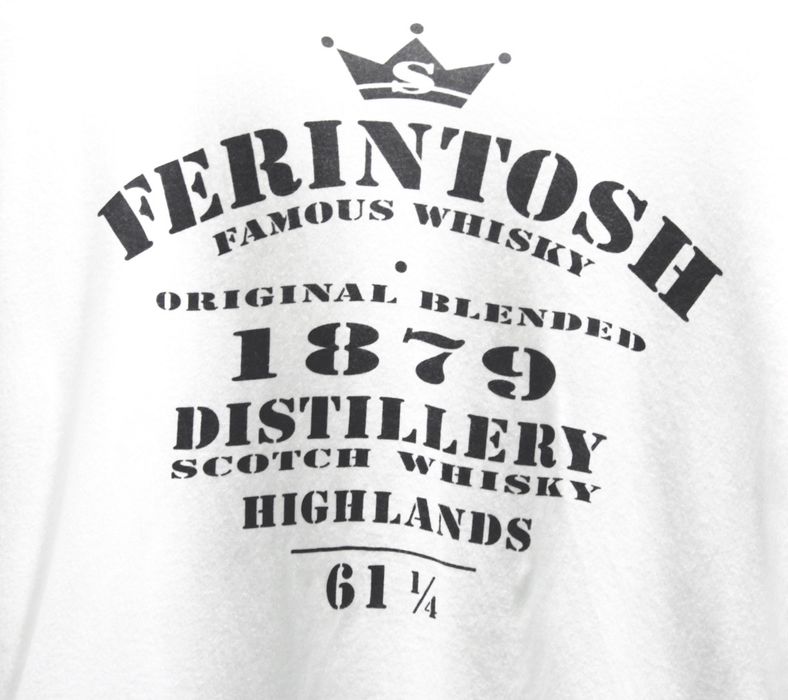 S
FERINTOSH
FAMOUS WHISKY
ORIGINAL BLENDED
1879
DISTILLERY
SCOTCH WHISKY
HIGHLANDS
61 1/4